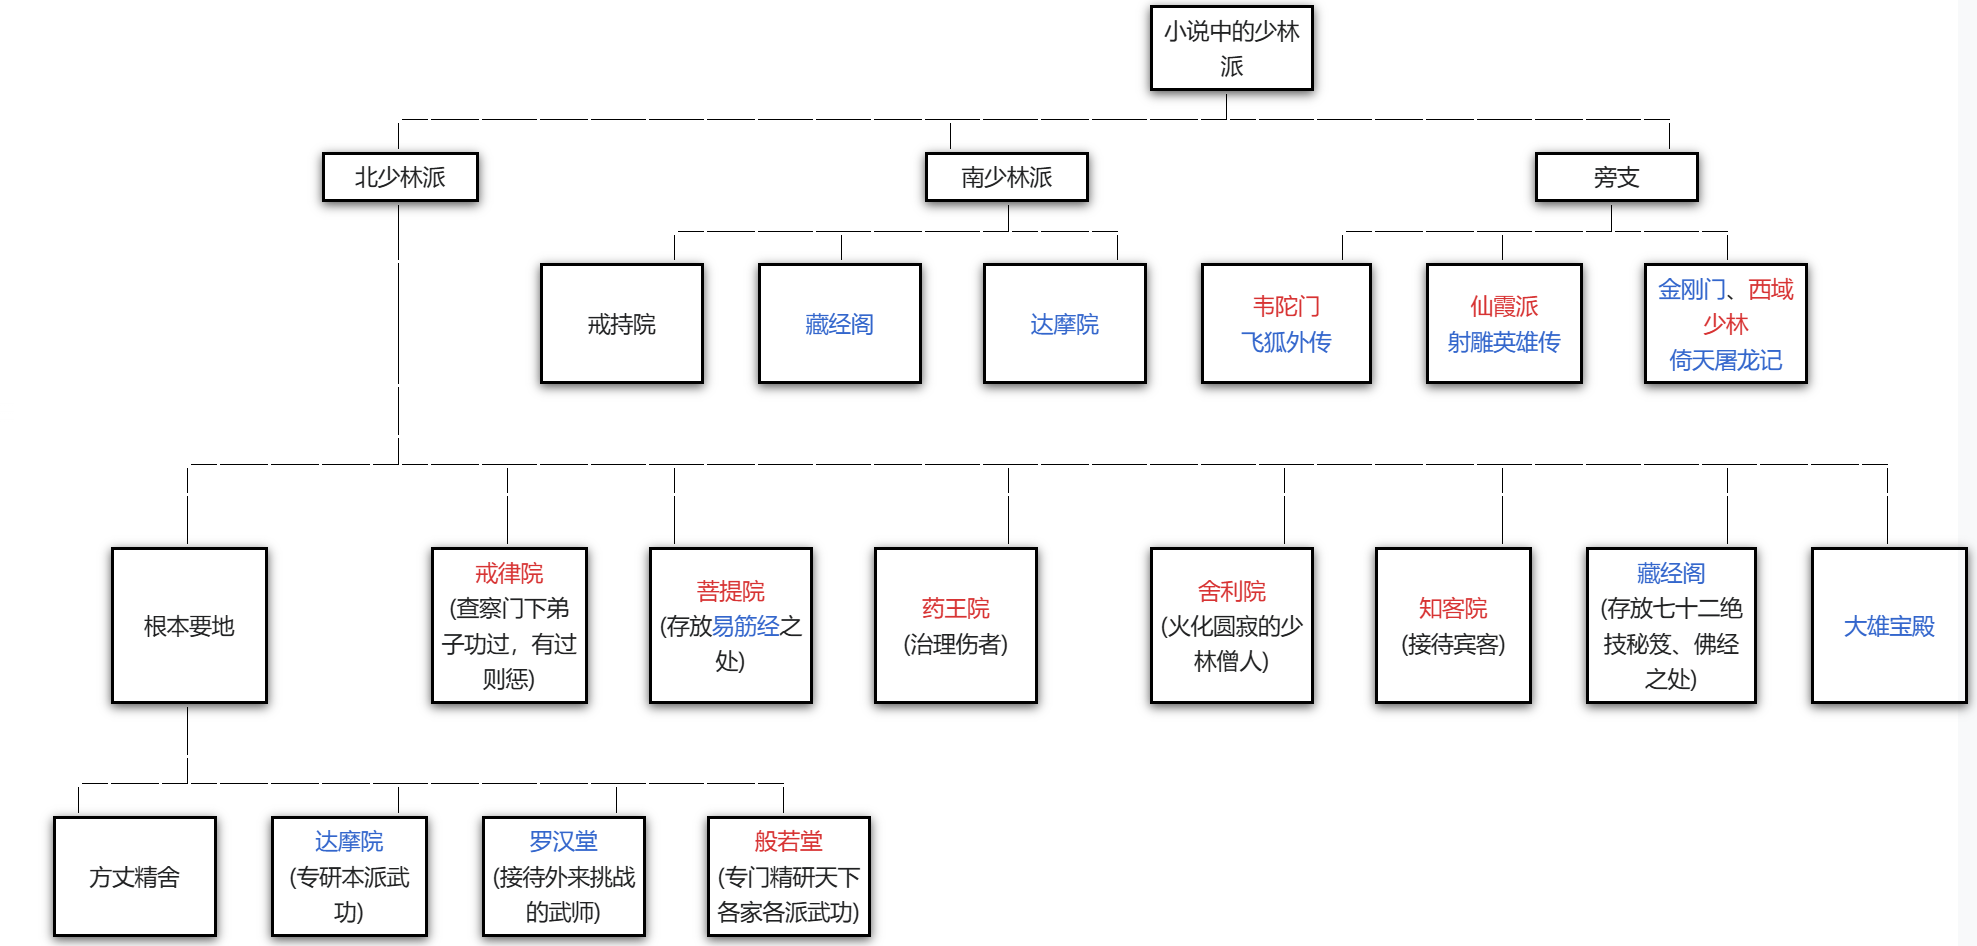 小说中的少林
派
北少林派
南少林派
旁支
戒持院
藏经阁
达摩院
韦陀门
飞狐外传
仙霞派
射雕英雄传
金刚门、西域
少林
倚天屠龙记
根本要地
戒律院
(查察门下弟
子功过，有过
则惩)
菩提院
(存放易筋经之
处)
药王院
(治理伤者)
舍利院
(火化圆寂的少
林僧人)
知客院
(接待宾客)
藏经阁
(存放七十二绝
技秘笈、佛经
之处)
大雄宝殿
方丈精舍
达摩院
(专研本派武
功)
罗汉堂
(接待外来挑战
的武师)
般若堂
(专门精研天下
各家各派武功)